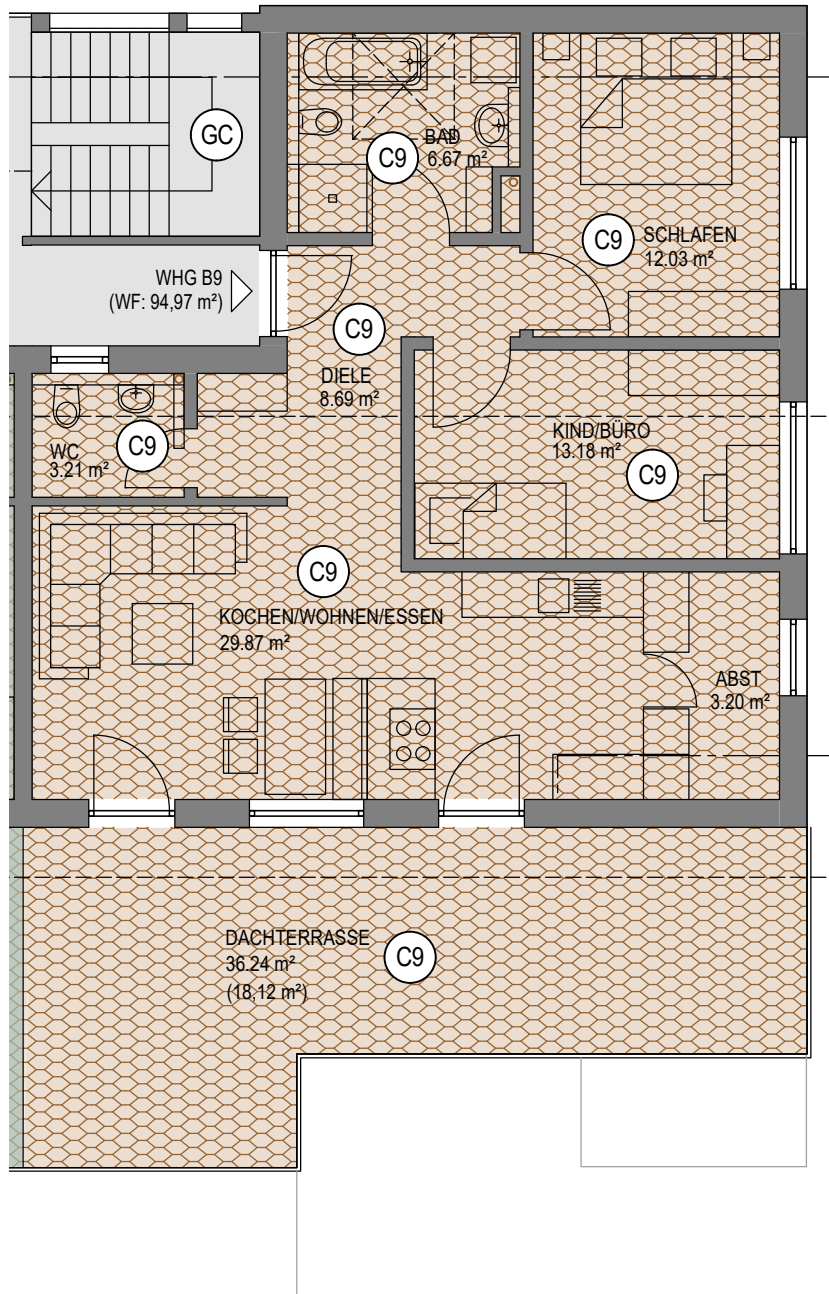 GC
BAD
6.67 m²
C9
C9
SCHLAFEN
12.03 m²
WHG B9
(WF: 94,97 m²)
C9
DIELE
8.69 m²
WC
3.21 m²
C9
KIND/BÜRO
13.18 m²
C9
C9
KOCHEN/WOHNEN/ESSEN
29.87 m²
ABST
3.20 m²
DACHTERRASSE
36.24 m²
(18,12 m²)
C9